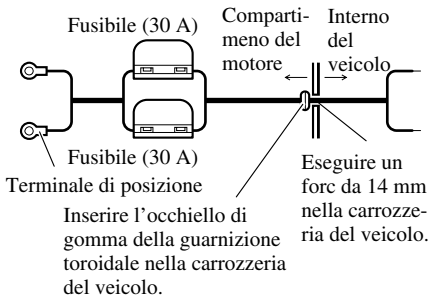 Fusibile (30 A)
Comparti-
meno del
motore
Interno
del
veicolo
Fusibile (30 A)
Terminale di posizione
Inserire l'occhiello di
gomma della guarnizione
toroidale nella carrozzeria
del veicolo.
Eseguire un
forc da 14 mm
nella carrozze-
ria del veicolo.